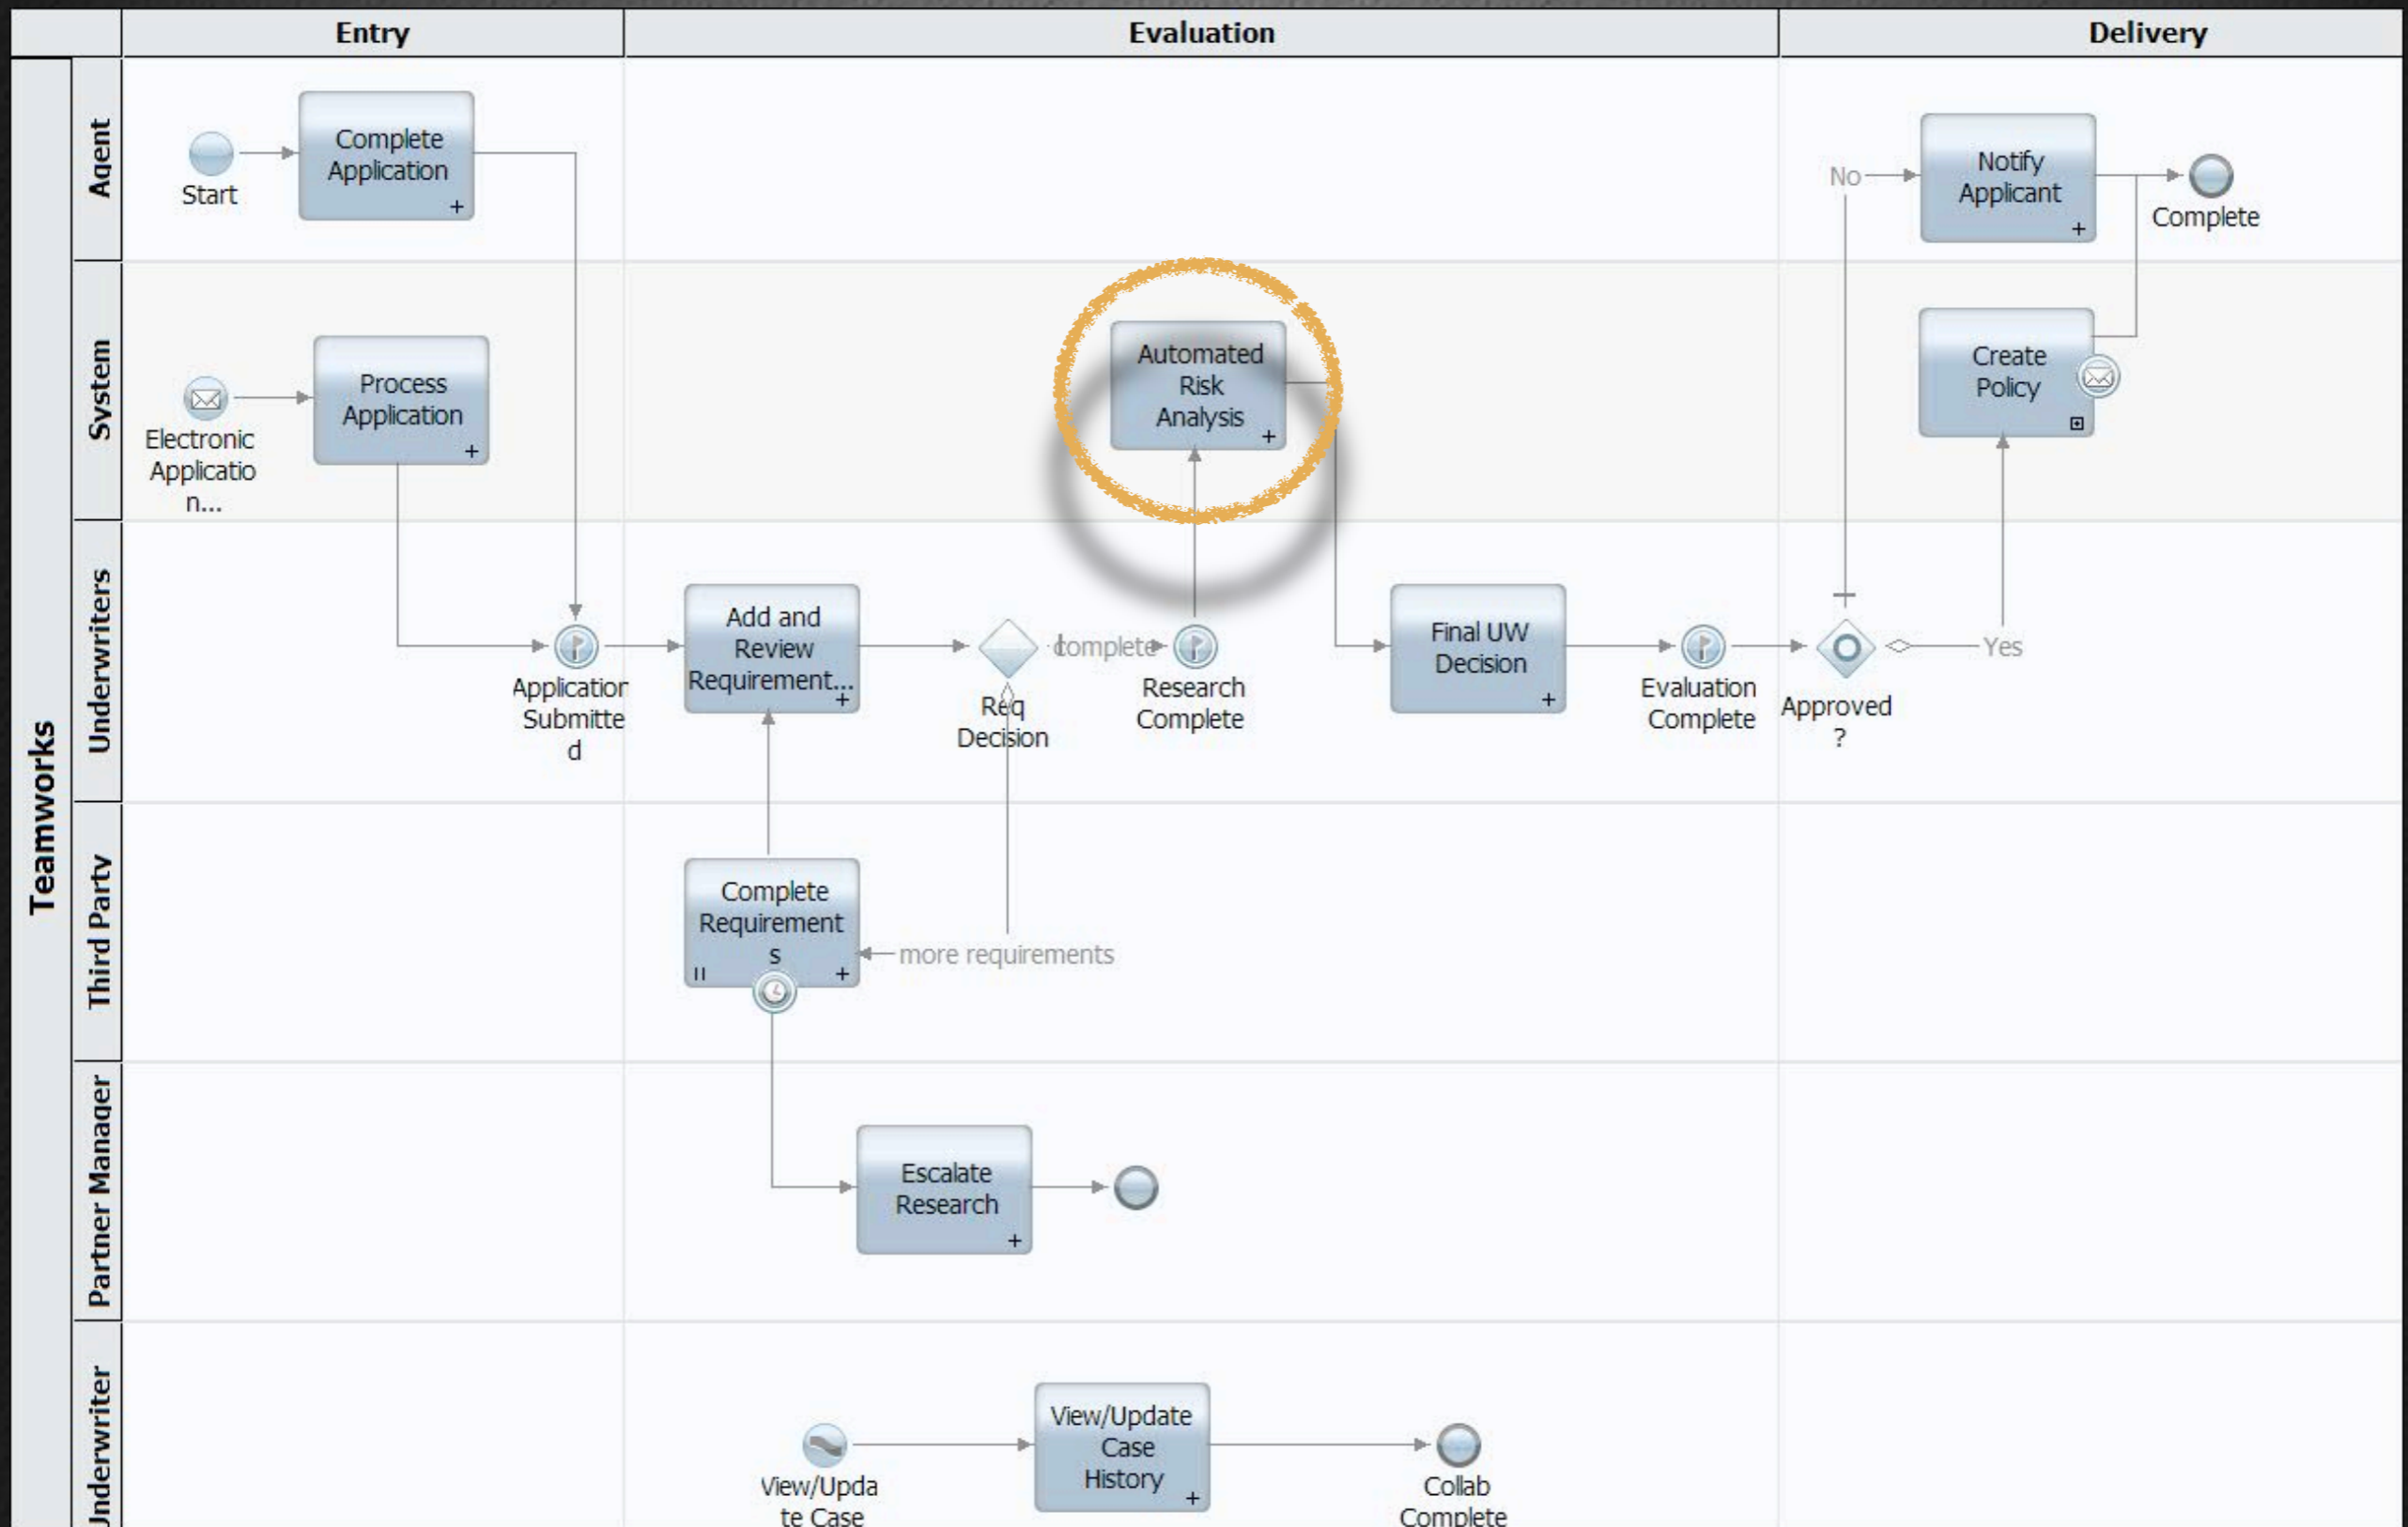 Entry
Evaluation
Delivery
Teamworks
Agent
Start
Complete
Application
No
Notify
Applicant
Complete
System
Electronic
Applicatio
n...
Process
Application
Automated
Risk
Analysis
Create
Policy
Underwriters
Application
Submitte
d
Add and
Review
Requirement...
Req
Decision
complete
Research
Complete
Final UW
Decision
Evaluation
Complete
Approved
?
Yes
Third Party
Complete
Requirement
s
more requirements
Partner Manager
Escalate
Research
Underwriter
View/Upda
te Case
View/Update
Case
History
Collab
Complete